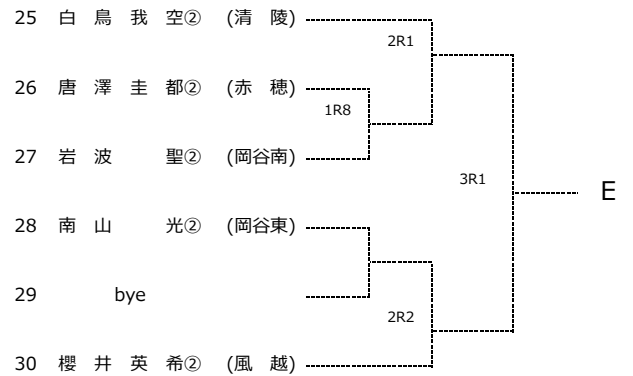 25 白鳥我空② (清 陵)
2R1
26 唐澤圭都② (赤 穂)
1R8
27 岩波 聖② (岡谷南)
3R1
E
28 南山 光② (岡谷東)
29 bye
2R2
30 櫻井英希② (風 越)